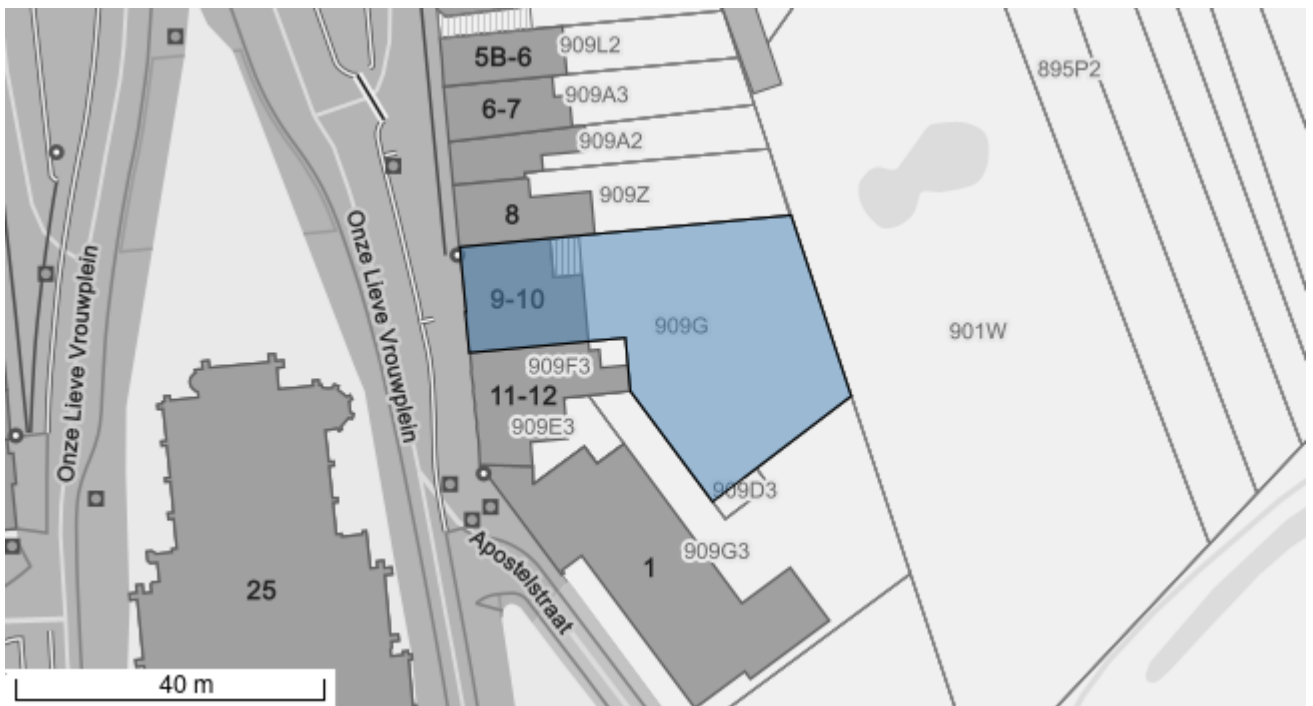 5B-6
909L2
895P2
6-7
909A3
909A2
909Z
8
Onze Lieve Vrouwplein
Onze Lieve Vrouwplein
9-10
909G
901W
909F3
11-12
909E3
909D3
909G3
Apostelstraat
1
25
40 m